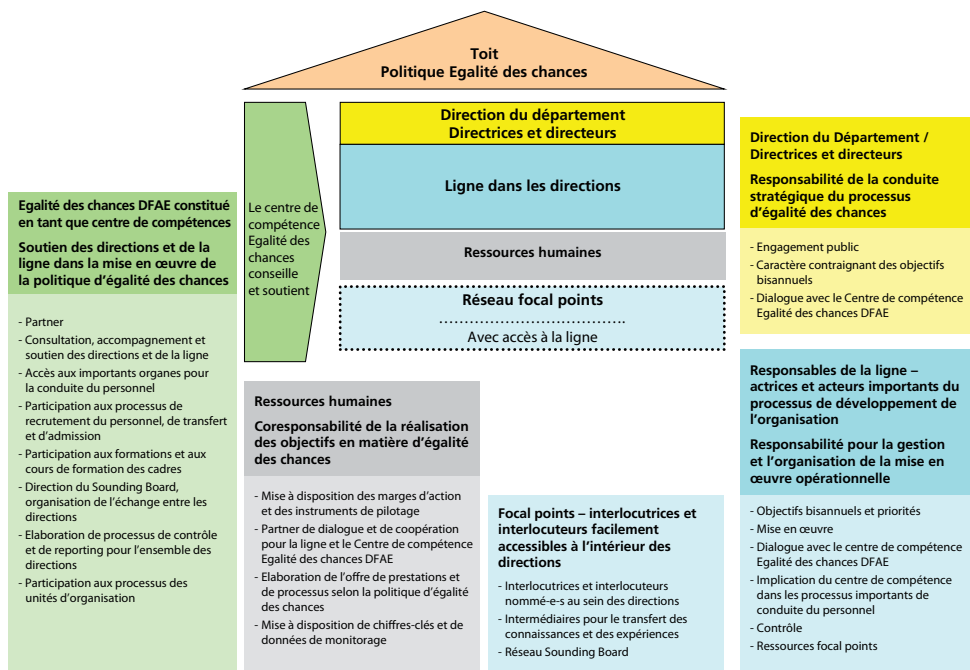 Toit
Politique Egalité des chances
Direction du département
Directrices et directeurs
Ligne dans les directions
Ressources humaines
Réseau focal points
…………………………..
Avec accès à la ligne
Le centre de
compétence
Egalité des
chances
conseille
et soutient
Egalité des chances DFAE constitué
en tant que centre de compétences
Soutien des directions et de la
ligne dans la mise en œuvre de
la politique d'égalité des chances
- Partner
- Consultation, accompagnement et
soutien des directions et de la ligne
- Accès aux importants organes pour
la conduite du personnel
- Participation aux processus de
recrutement du personnel, de transfert
et d'admission
- Participation aux formations et aux
cours de formation des cadres
- Direction du Sounding Board,
organisation de l'échange entre les
directions
- Elaboration de processus de contrôle
et de reporting pour l'ensemble des
directions
- Participation aux processus des
unités d'organisation
Ressources humaines
Coresponsabilité de la réalisation
des objectifs en matière d'égalité
des chances
- Mise à disposition des marges d'action
et des instruments de pilotage
- Partner de dialogue et de coopération
pour la ligne et le Centre de compétence
Egalité des chances DFAE
- Elaboration de l'offre de prestations et
de processus selon la politique d'égalité
des chances
- Mise à disposition de chiffres-clés et de
données de monitorage
Focal points – interlocutrices et
interlocuteurs facilement
accessibles à l'intérieur des
directions
- Interlocutrices et interlocuteurs
nommé-e-s au sein des directions
- Intermédiaires pour le transfert des
connaissances et des expériences
- Réseau Sounding Board
Direction du Département /
Directrices et directeurs
Responsabilité de la conduite
stratégique du processus
d'égalité des chances
- Engagement public
- Caractère contraignant des objectifs
bisannuels
- Dialogue avec le Centre de compétence
Egalité des chances DFAE
Responsables de la ligne –
actrices et acteurs importants du
processus de développement de
l'organisation
Responsabilité pour la gestion
et l'organisation de la mise en
œuvre opérationnelle
- Objectifs bisannuels et priorités
- Mise en œuvre
- Dialogue avec le centre de compétence
Egalité des chances DFAE
- Implication du centre de compétence
dans les processus importants de
conduite du personnel
- Contrôle
- Ressources focal points